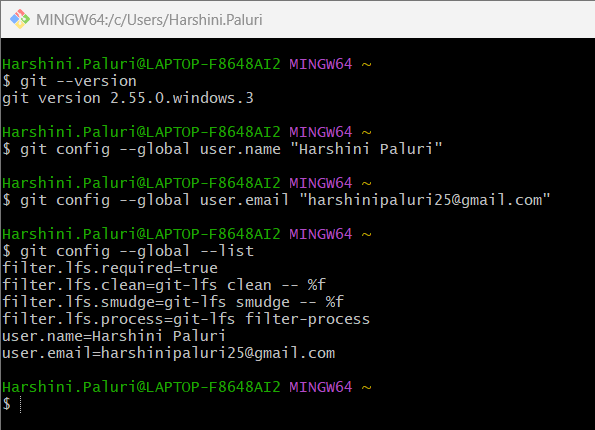 MINGW64:/c/Users/Harshini.Paluri
Harshini.Paluri@LAPTOP-F8648AI2 MINGW64 ~
$ git --version
git version 2.55.0.windows.3
Harshini.Paluri@LAPTOP-F8648AI2 MINGW64 ~
$ git config --global user.name "Harshini Paluri"
Harshini.Paluri@LAPTOP-F8648AI2 MINGW64 ~
$ git config --global user.email "harshinipaluri25@gmail.com"
Harshini.Paluri@LAPTOP-F8648AI2 MINGW64 ~
$ git config --global --list
filter.lfs.required=true
filter.lfs.clean=git-lfs clean -- %f
filter.lfs.smudge=git-lfs smudge -- %f
filter.lfs.process=git-lfs filter-process
user.name=Harshini Paluri
user.email=harshinipaluri25@gmail.com
Harshini.Paluri@LAPTOP-F8648AI2 MINGW64 ~
$